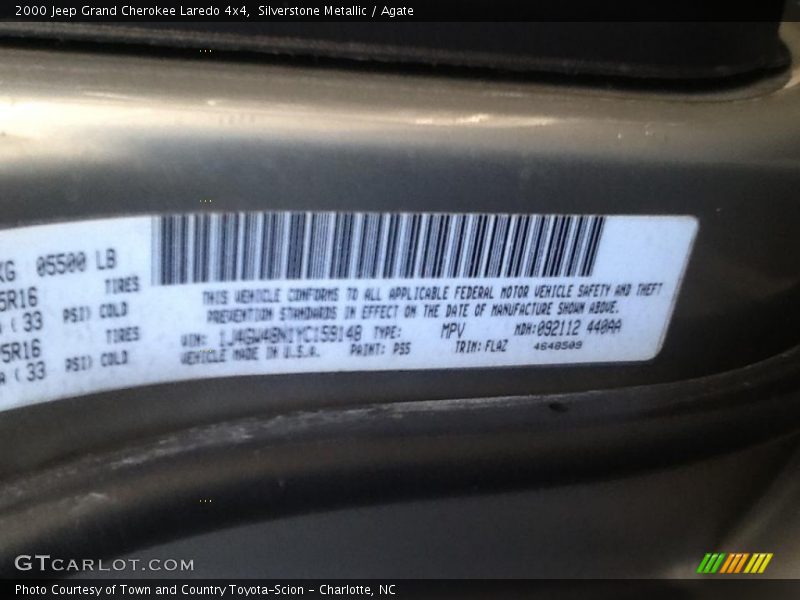 2000 Jeep Grand Cherokee Laredo 4x4, Silverstone Metallic / Agate
KG 05500 LB
5R16 TIRES
( 33 PSI) COLD
5R16 TIRES
( 33 PSI) COLD
THIS VEHICLE CONFORMS TO ALL APPLICABLE FEDERAL MOTOR VEHICLE SAFETY AND THEFT
PREVENTION STANDARDS IN EFFECT ON THE DATE OF MANUFACTURE SHOWN ABOVE.
VIN: 1J4GW48N1YC159148 TYPE: MPV MDH:092112 440AA
VEHICLE MADE IN U.S.A. PAINT: PS5 TRIM: FLAZ 4648509
GTCARLOT.COM
Photo Courtesy of Town and Country Toyota-Scion - Charlotte, NC